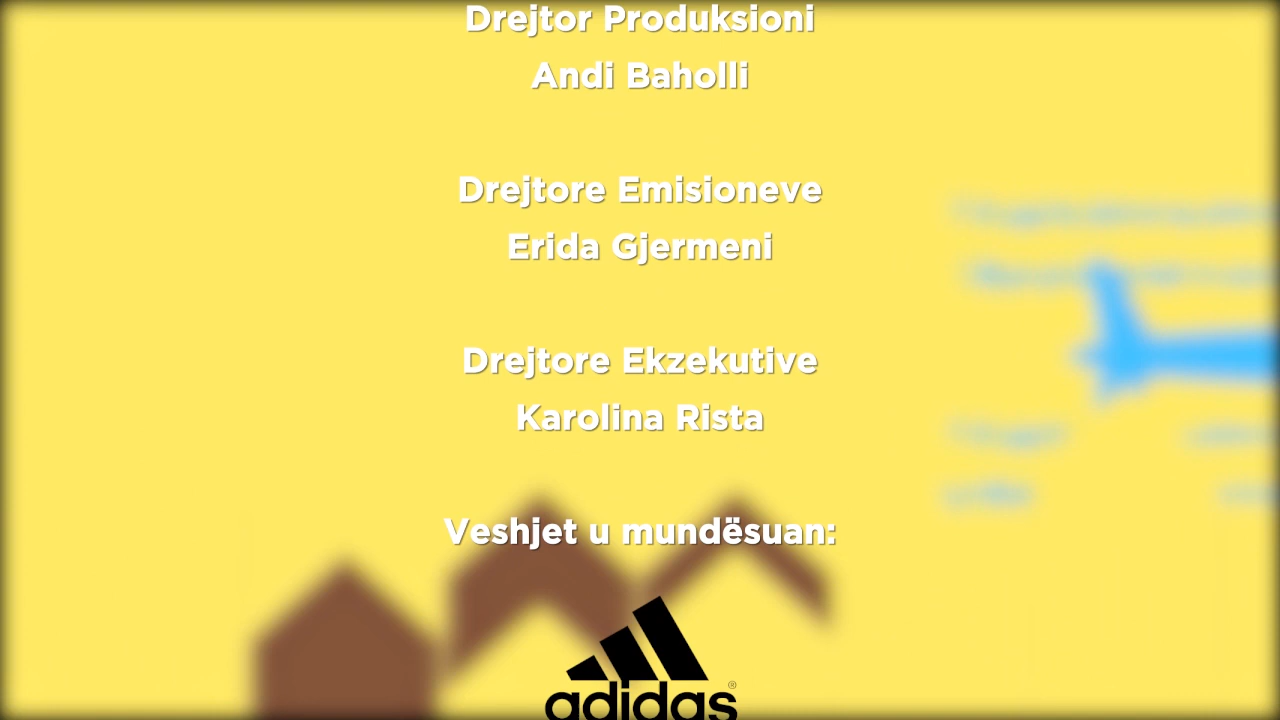 Drejtor Produksioni
Andi Baholli
Drejtore Emisioneve
Erida Gjermeni
Drejtore Ekzekutive
Karolina Rista
Veshjet u mundësuan:
adidas®